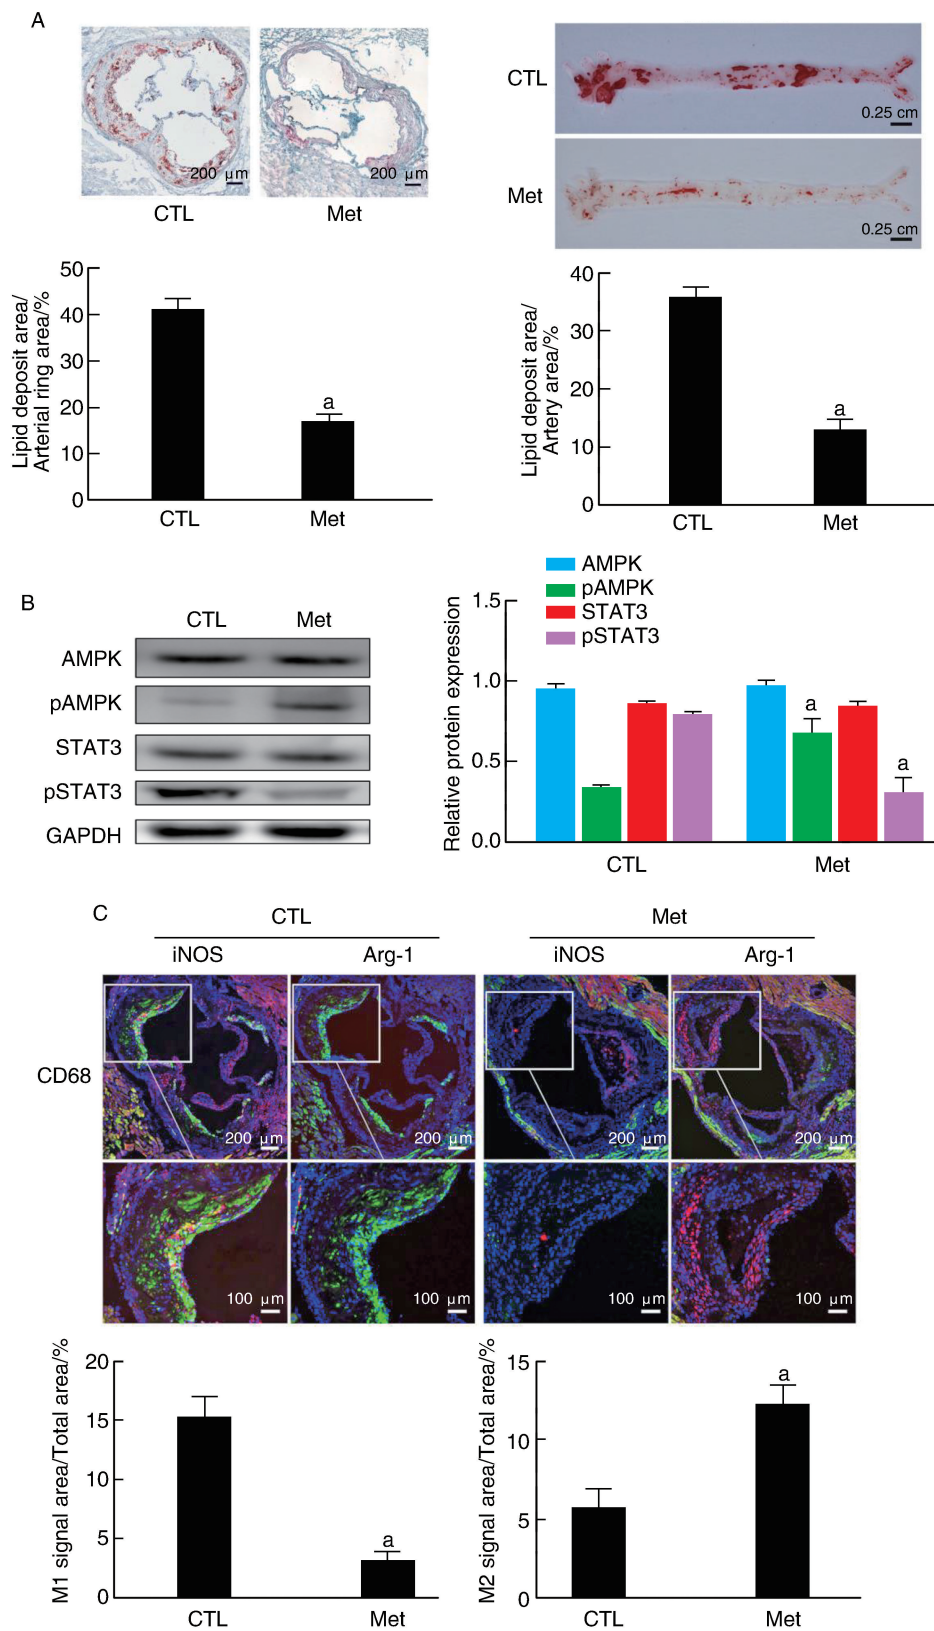 A
200 µm
200 µm
CTL
Met
CTL
0.25 cm
Met
0.25 cm
Lipid deposit area/
Arterial ring area/%
50
40
30
20
10
0
a
CTL
Met
Lipid deposit area/
Artery area/%
40
30
20
10
0
a
CTL
Met
B
CTL
Met
AMPK
pAMPK
STAT3
pSTAT3
GAPDH
AMPK
pAMPK
STAT3
pSTAT3
Relative protein expression
1.5
1.0
0.5
0.0
a
a
CTL
Met
C
CTL
Met
iNOS
Arg-1
iNOS
Arg-1
CD68
200 µm
200 µm
200 µm
200 µm
100 µm
100 µm
100 µm
100 µm
M1 signal area/Total area/%
20
15
10
5
0
a
CTL
Met
M2 signal area/Total area/%
15
10
5
0
a
CTL
Met